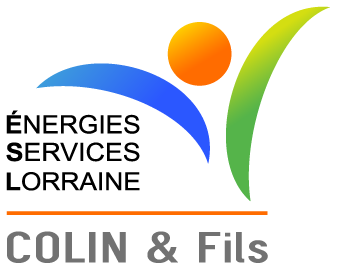 ÉNERGIES
SERVICES
LORRAINE
COLIN & Fils